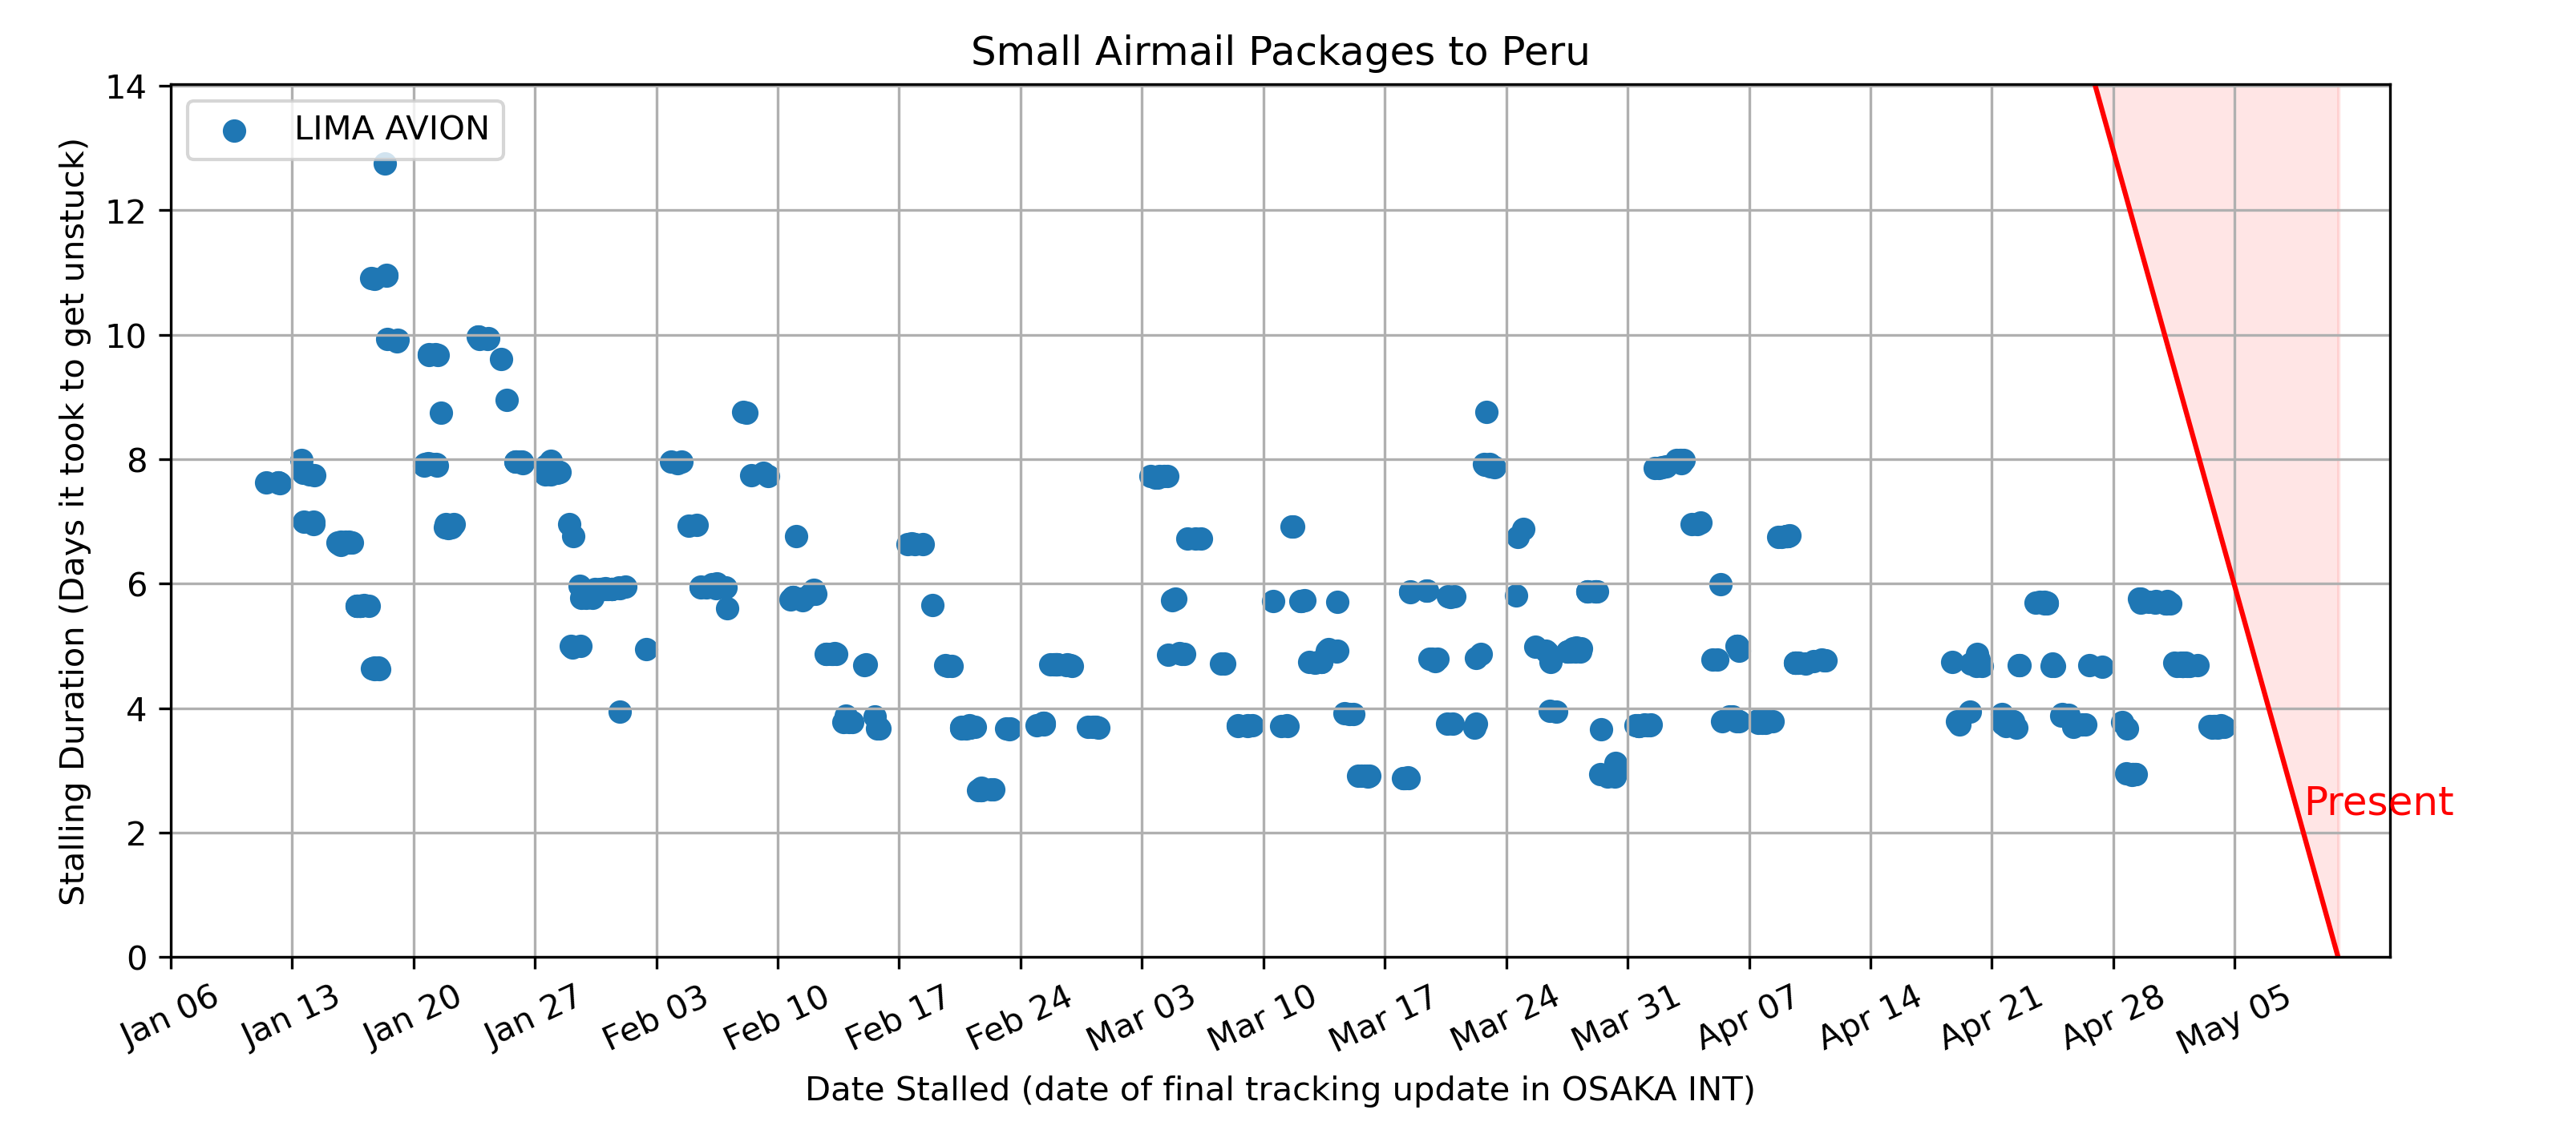 Small Airmail Packages to Peru
LIMA AVION
Stalling Duration (Days it took to get unstuck)
14
12
10
8
6
4
2
0
Present
Jan 06
Jan 13
Jan 20
Jan 27
Feb 03
Feb 10
Feb 17
Feb 24
Mar 03
Mar 10
Mar 17
Mar 24
Mar 31
Apr 07
Apr 14
Apr 21
Apr 28
May 05
Date Stalled (date of final tracking update in OSAKA INT)